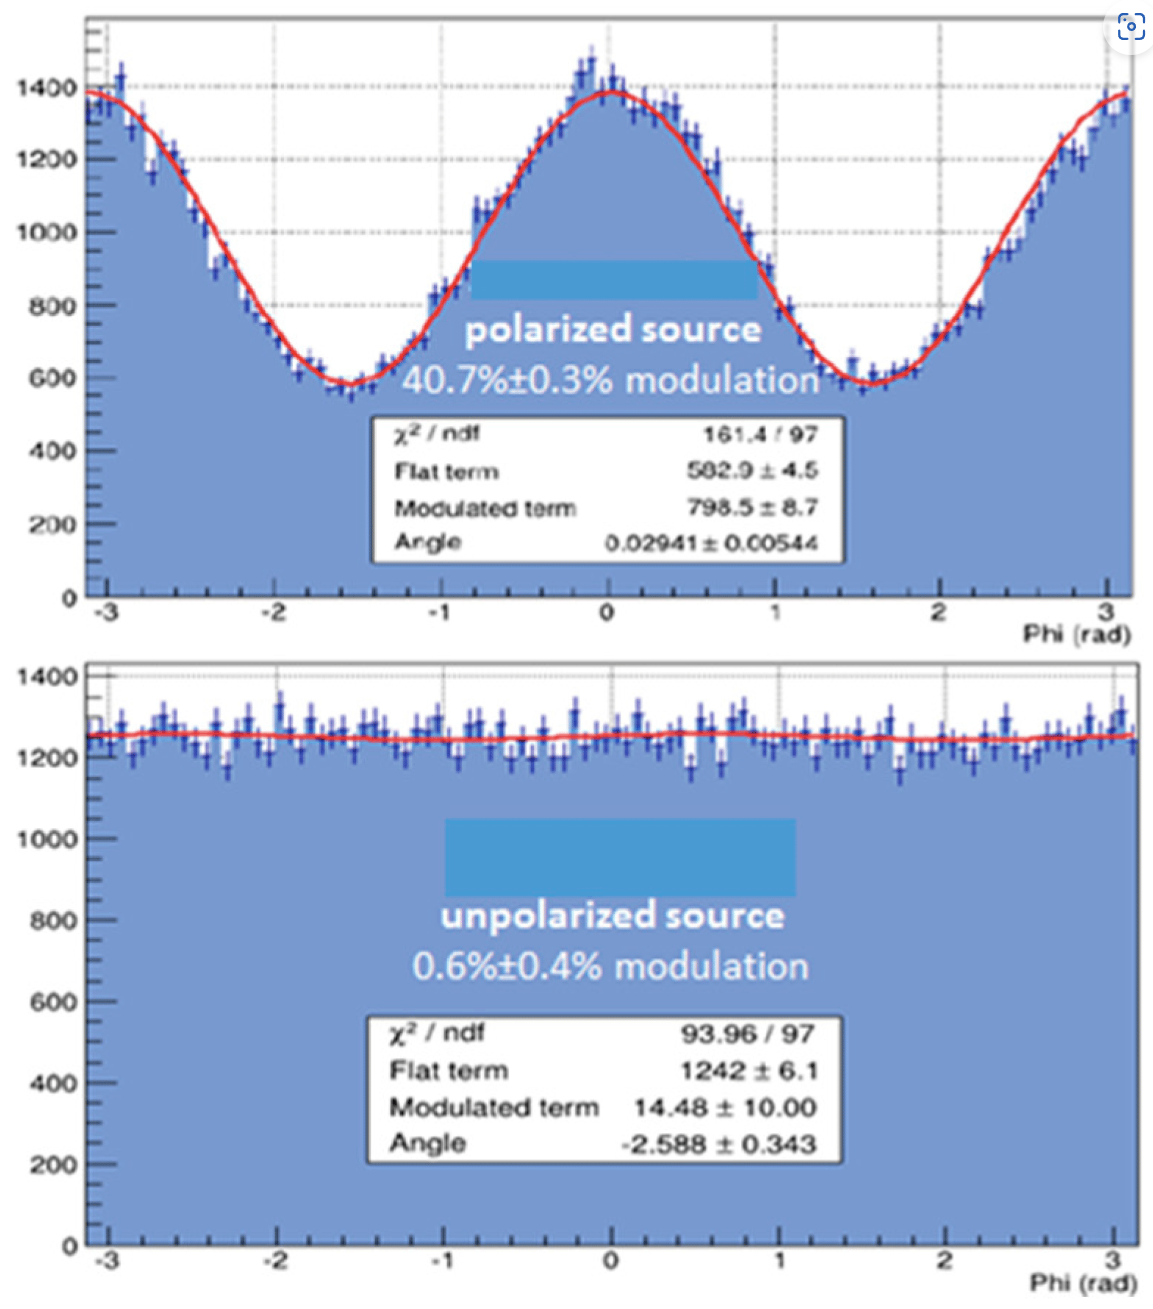 1400
1200
1000
800
600
400
200
0
polarized source
40.7%±0.3% modulation
χ² / ndf 161.4 / 97
Flat term 582.9 ± 4.5
Modulated term 798.5 ± 8.7
Angle 0.02941 ± 0.00544
-3 -2 -1 0 1 2 3
Phi (rad)
1400
1200
1000
800
600
400
200
0
unpolarized source
0.6%±0.4% modulation
χ² / ndf 93.96 / 97
Flat term 1242 ± 6.1
Modulated term 14.48 ± 10.00
Angle -2.588 ± 0.343
-3 -2 -1 0 1 2 3
Phi (rad)